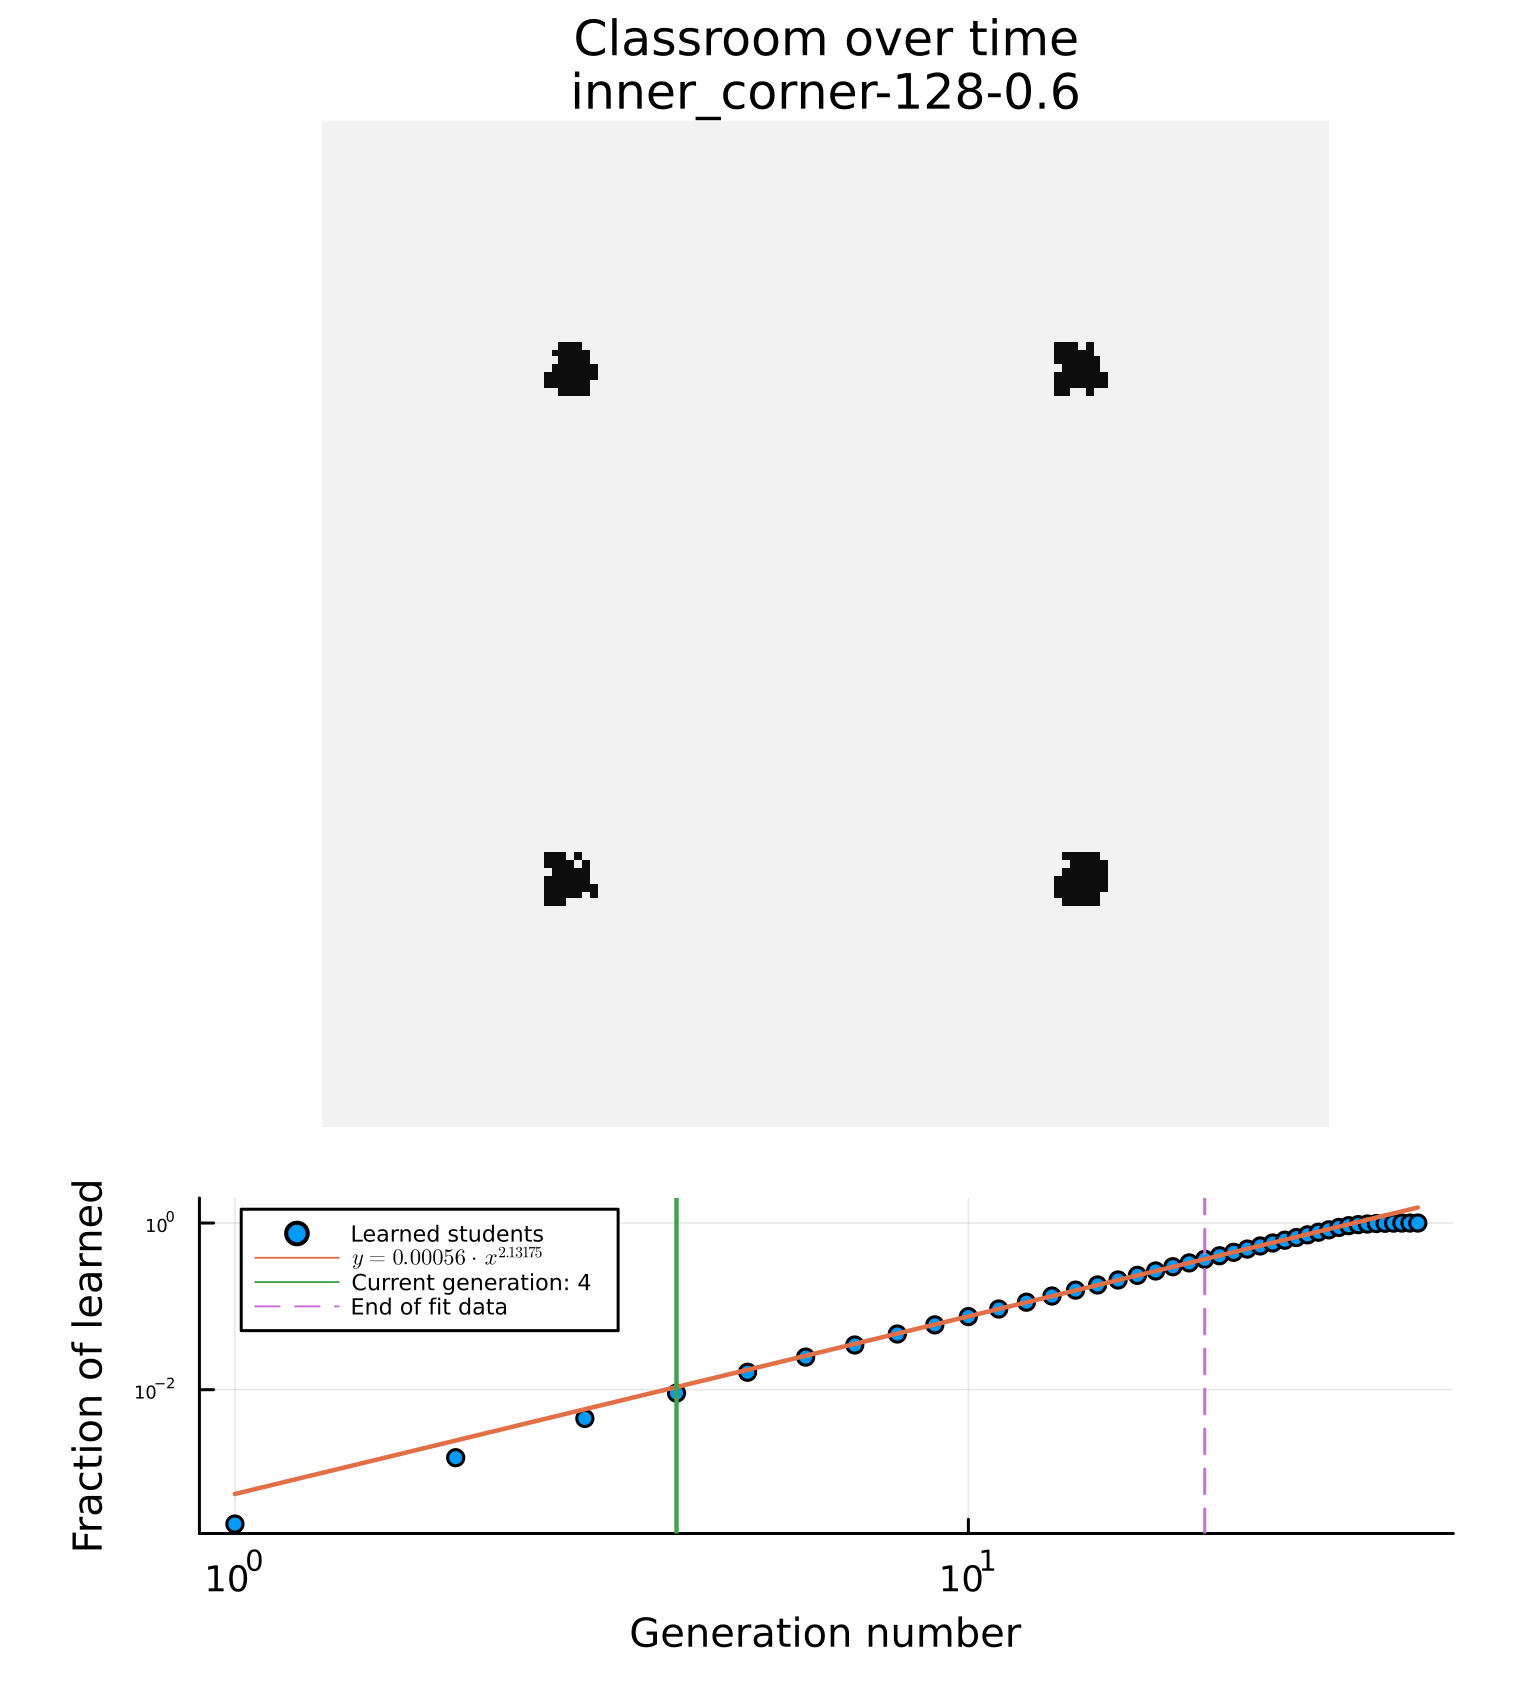 Classroom over time
inner_corner-128-0.6
Fraction of learned
10^0
10^-2
Learned students
y = 0.00056 · x^2.13175
Current generation: 4
End of fit data
10^0
10^1
Generation number